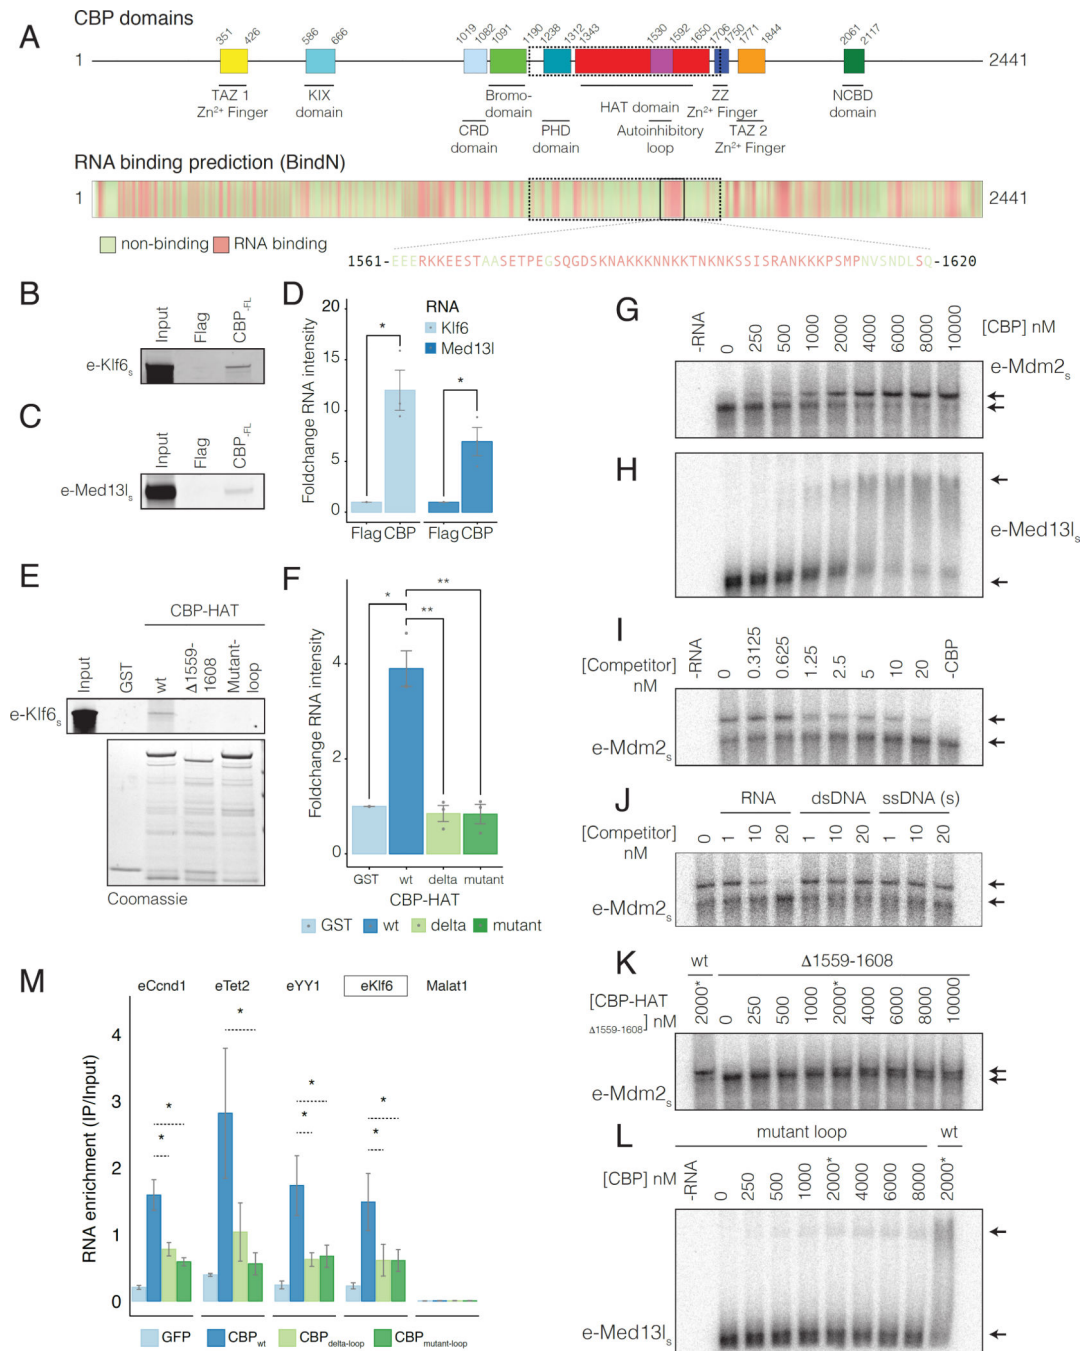 A
CBP domains
351 426 586 666 1019 1082 1091 1190 1238 1312 1343 1530 1592 1650 1706 1750 1771 1844 2061 2117
1 2441
TAZ 1
Zn2+ Finger
KIX
domain
CRD
domain
Bromo-
domain
PHD
domain
HAT domain
Autoinhibitory
loop
ZZ
Zn2+ Finger
TAZ 2
Zn2+ Finger
NCBD
domain
RNA binding prediction (BindN)
1 2441
non-binding RNA binding
1561-EEERKKEESTAASETPEGSQGDSKNAKKKNNKKTNKNKSSISRANKKKPSMPNVSNDLSQ-1620
B
Input Flag CBP-FL
e-Klf6s
C
Input Flag CBP-FL
e-Med13ls
D
RNA
Klf6
Med13l
Foldchange RNA intensity
20
15
10
5
0
* *
Flag CBP Flag CBP
E
CBP-HAT
Input GST wt Δ1559-1608 Mutant-loop
e-Klf6s
Coomassie
F
Foldchange RNA intensity
4
2
0
* ** **
GST wt delta mutant
CBP-HAT
GST wt delta mutant
G
-RNA 0 250 500 1000 2000 4000 6000 8000 10000 [CBP] nM
e-Mdm2s
H
e-Med13ls
I
[Competitor]
nM
-RNA 0 0.3125 0.625 1.25 2.5 5 10 20 -CBP
e-Mdm2s
J
RNA dsDNA ssDNA (s)
[Competitor]
nM
0 1 10 20 1 10 20 1 10 20
e-Mdm2s
K
wt Δ1559-1608
[CBP-HAT
Δ1559-1608] nM
2000* 0 250 500 1000 2000* 4000 6000 8000 10000
e-Mdm2s
L
mutant loop wt
[CBP] nM
-RNA 0 250 500 1000 2000* 4000 6000 8000 2000*
e-Med13ls
M
eCcnd1 eTet2 eYY1 eKlf6 Malat1
RNA enrichment (IP/Input)
4
3
2
1
0
* * * * * * *
GFP CBPwt CBPdelta-loop CBPmutant-loop